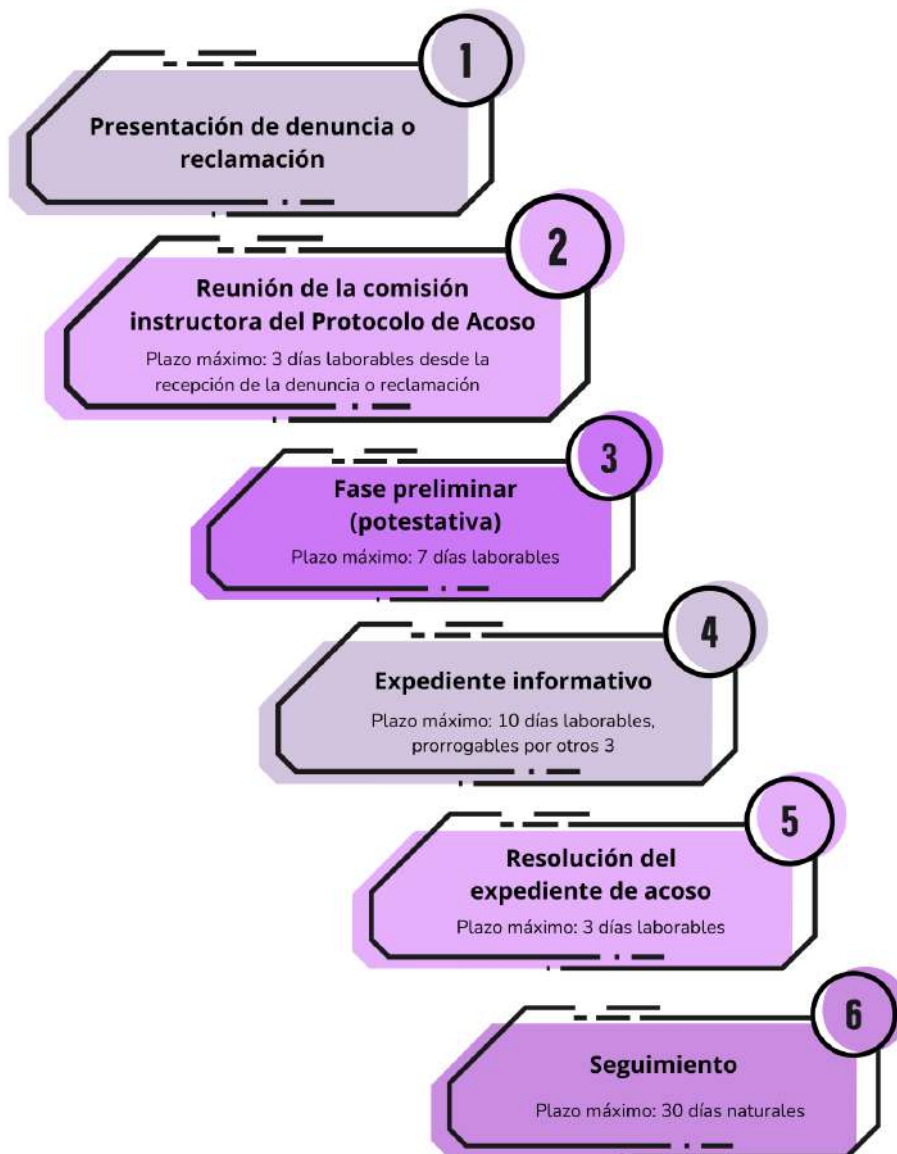 1
Presentación de denuncia o
reclamación
2
Reunión de la comisión
instructora del Protocolo de Acoso
Plazo máximo: 3 días laborables desde la
recepción de la denuncia o reclamación
3
Fase preliminar
(potestativa)
Plazo máximo: 7 días laborables
4
Expediente informativo
Plazo máximo: 10 días laborables,
prorrogables por otros 3
5
Resolución del
expediente de acoso
Plazo máximo: 3 días laborables
6
Seguimiento
Plazo máximo: 30 días naturales